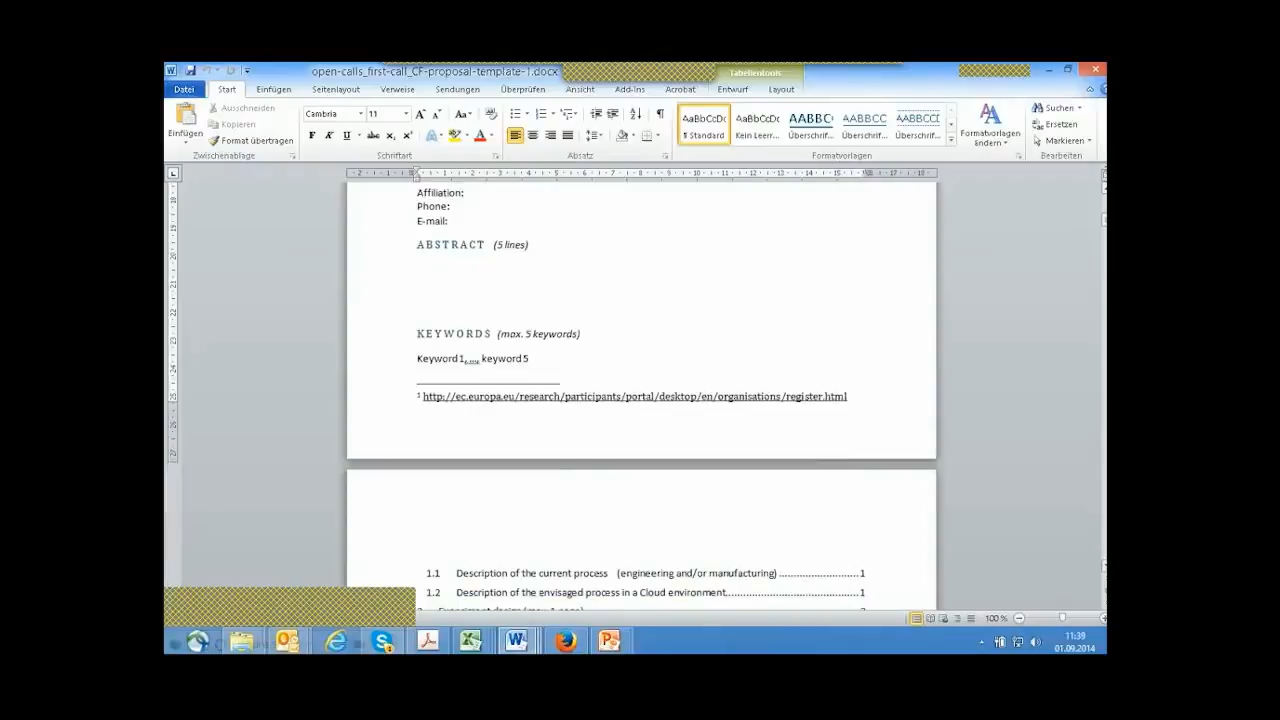 open-calls_first-call_CF-proposal-template-1.docx
Tabellentools
Datei Start Einfügen Seitenlayout Verweise Sendungen Überprüfen Ansicht Add-Ins Acrobat Entwurf Layout
Einfügen
Ausschneiden
Kopieren
Format übertragen
Zwischenablage
Cambria 11
F K U abc x₂ x²
Schriftart
Absatz
AaBbCcDc AaBbCcDc AABBC AABBCC AABBCC
¶ Standard Kein Leerr... Überschrif... Überschrif... Überschrif...
Formatvorlagen
Formatvorlagen ändern
Suchen
Ersetzen
Markieren
Bearbeiten
Affiliation:
Phone:
E-mail:
ABSTRACT (5 lines)
KEYWORDS (max. 5 keywords)
Keyword 1, ..., keyword 5
1 http://ec.europa.eu/research/participants/portal/desktop/en/organisations/register.html
1.1 Description of the current process (engineering and/or manufacturing) 1
1.2 Description of the envisaged process in a Cloud environment 1
100 %
11:39
01.09.2014